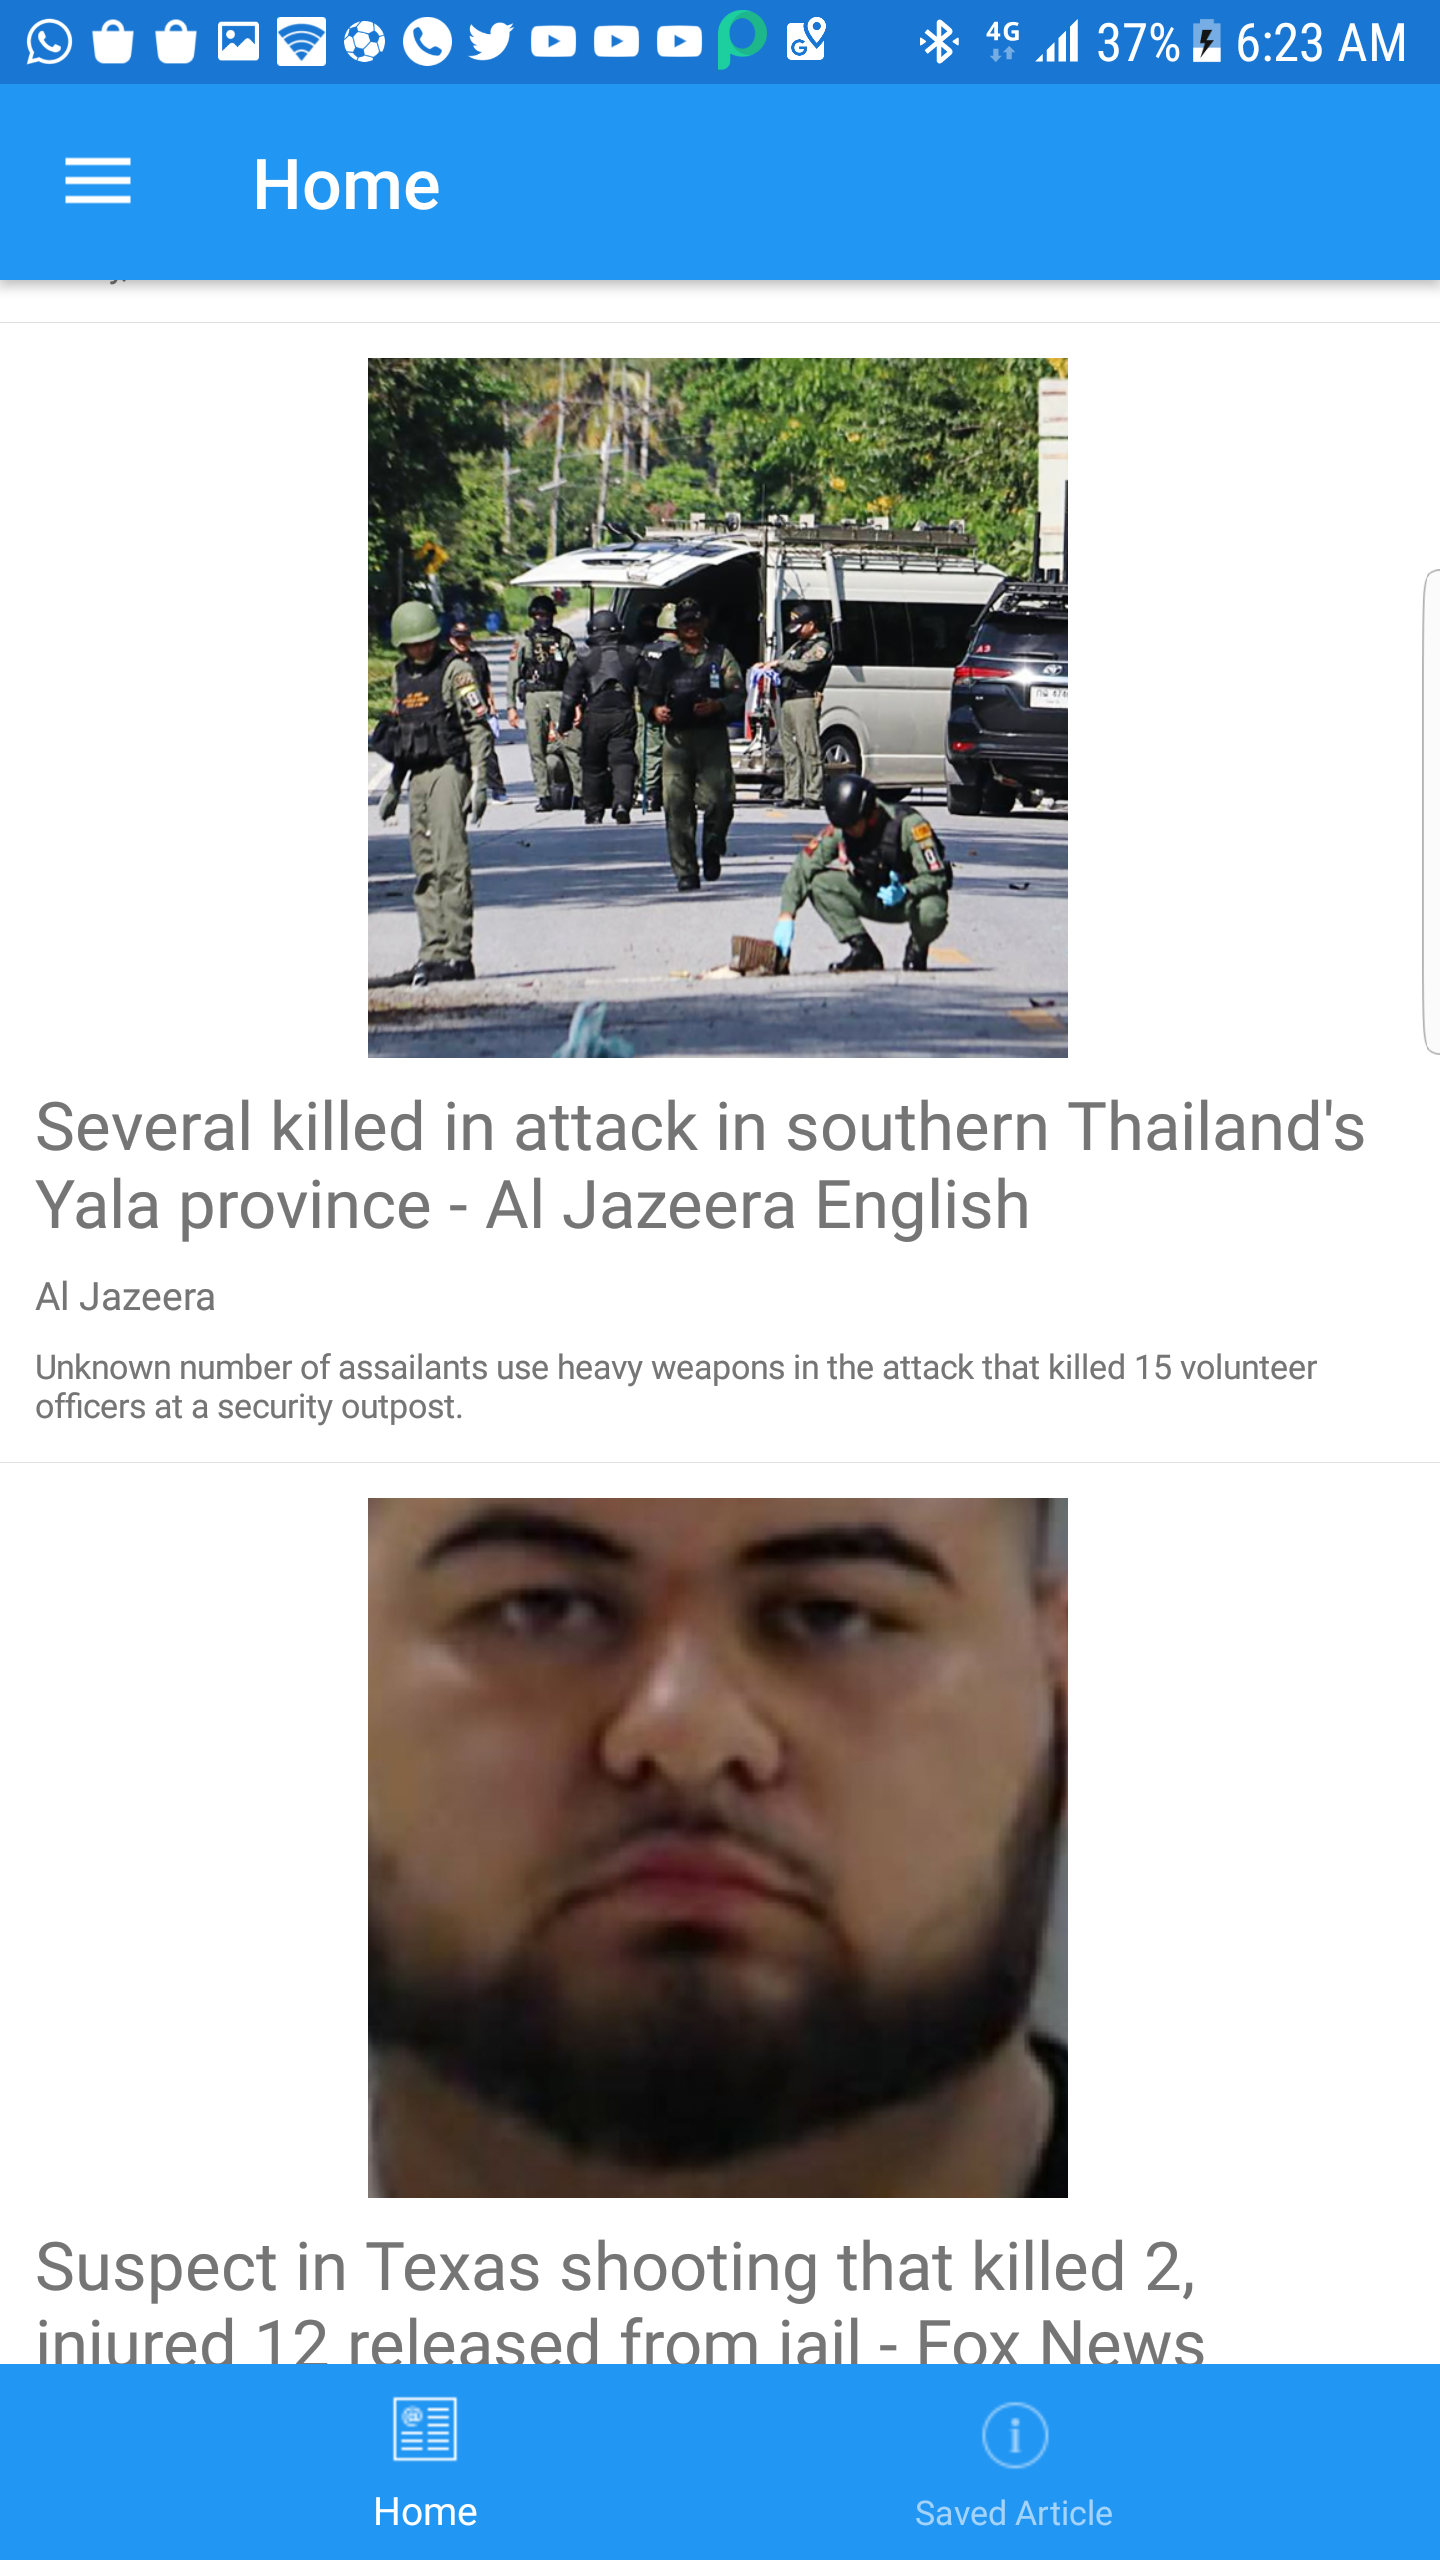 4G 37% 6:23 AM
Home
Several killed in attack in southern Thailand's
Yala province - Al Jazeera English
Al Jazeera
Unknown number of assailants use heavy weapons in the attack that killed 15 volunteer
officers at a security outpost.
Suspect in Texas shooting that killed 2,
injured 12 released from jail - Fox News
Home
Saved Article